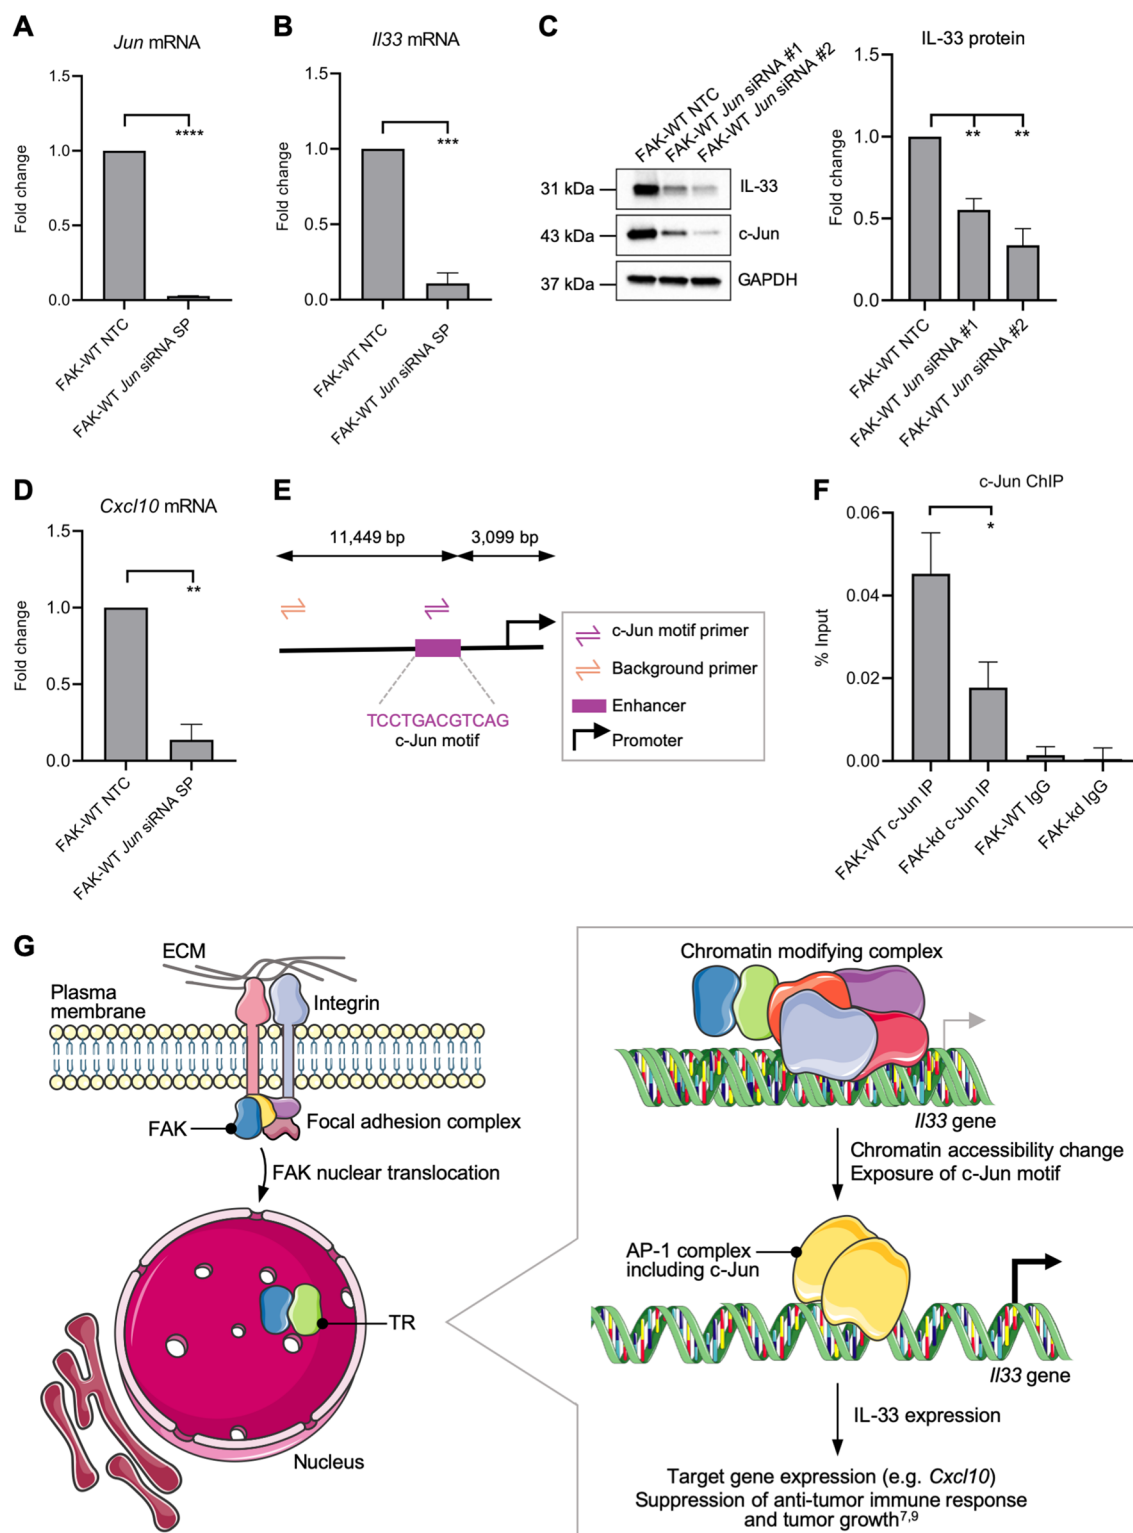 A
Jun mRNA
Fold change
1.5
1.0
0.5
0.0
****
FAK-WT NTC
FAK-WT Jun siRNA SP
B
Il33 mRNA
Fold change
1.5
1.0
0.5
0.0
***
FAK-WT NTC
FAK-WT Jun siRNA SP
C
FAK-WT NTC
FAK-WT Jun siRNA #1
FAK-WT Jun siRNA #2
31 kDa
IL-33
43 kDa
c-Jun
37 kDa
GAPDH
IL-33 protein
Fold change
1.5
1.0
0.5
0.0
**
**
FAK-WT NTC
FAK-WT Jun siRNA #1
FAK-WT Jun siRNA #2
D
Cxcl10 mRNA
Fold change
1.5
1.0
0.5
0.0
**
FAK-WT NTC
FAK-WT Jun siRNA SP
E
11,449 bp
3,099 bp
TCCTGACGTCAG
c-Jun motif
c-Jun motif primer
Background primer
Enhancer
Promoter
F
c-Jun ChIP
% Input
0.06
0.04
0.02
0.00
*
FAK-WT c-Jun IP
FAK-kd c-Jun IP
FAK-WT IgG
FAK-kd IgG
G
ECM
Plasma
membrane
Integrin
FAK
Focal adhesion complex
FAK nuclear translocation
TR
Nucleus
Chromatin modifying complex
Il33 gene
Chromatin accessibility change
Exposure of c-Jun motif
AP-1 complex
including c-Jun
Il33 gene
IL-33 expression
Target gene expression (e.g. Cxcl10)
Suppression of anti-tumor immune response
and tumor growth7,9